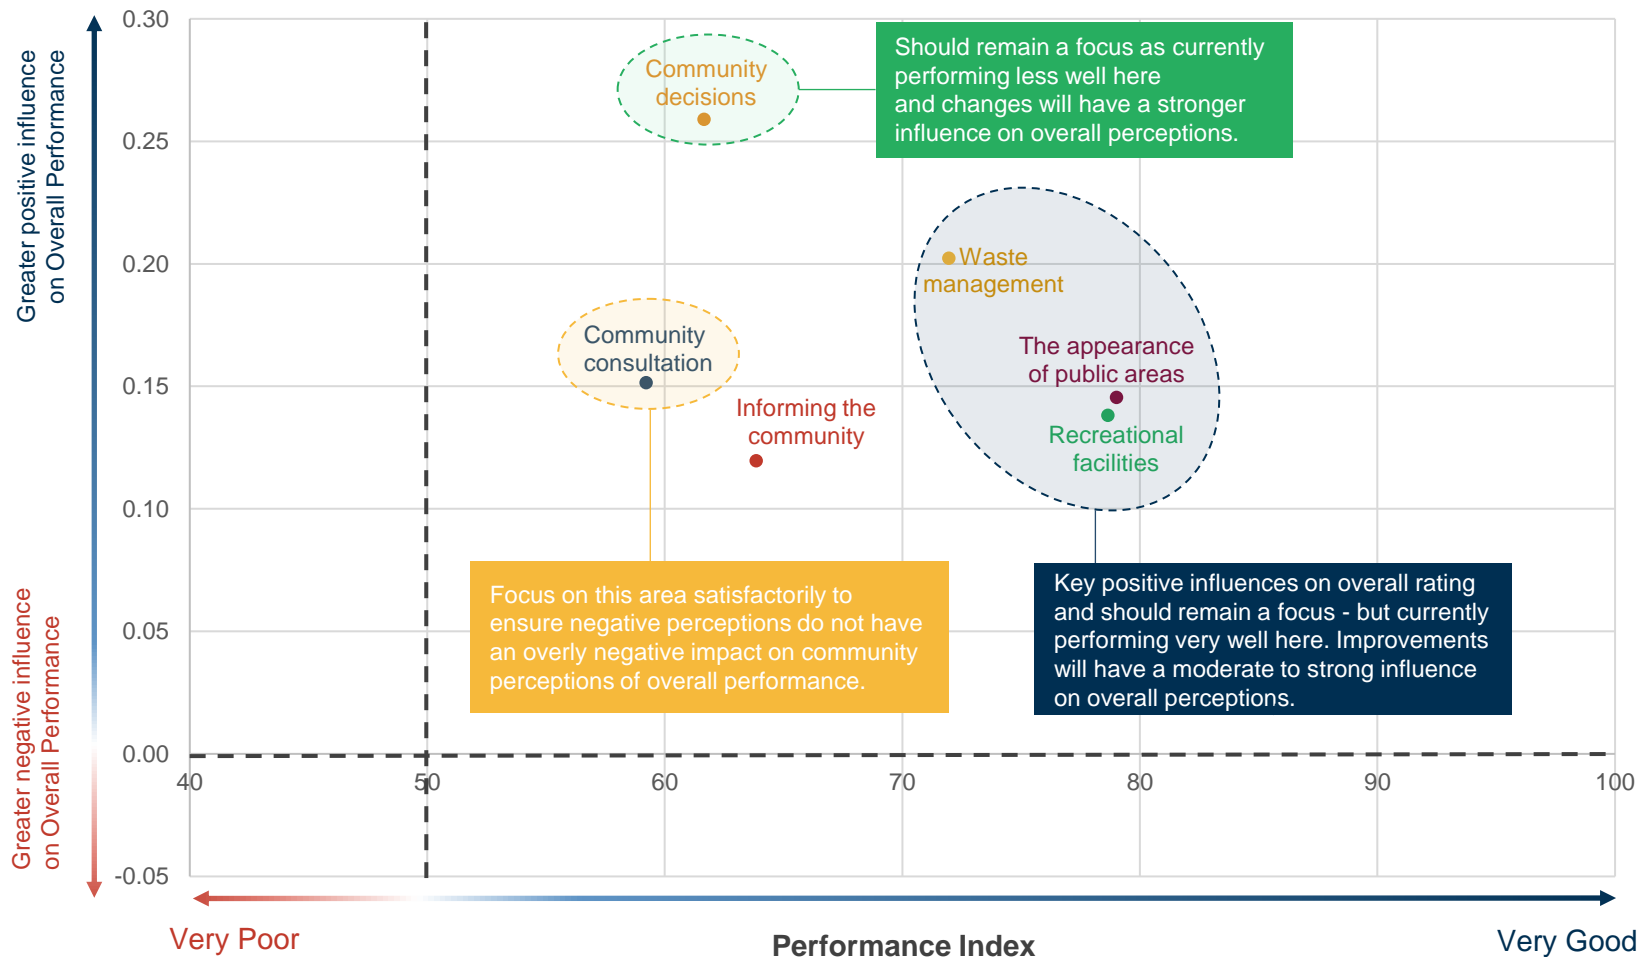 Greater positive influence
on Overall Performance
Greater negative influence
on Overall Performance
0.30
0.25
0.20
0.15
0.10
0.05
0.00
-0.05
40
50
60
70
80
90
100
Community
decisions
Should remain a focus as currently
performing less well here
and changes will have a stronger
influence on overall perceptions.
Waste
management
Community
consultation
The appearance
of public areas
Informing the
community
Recreational
facilities
Focus on this area satisfactorily to
ensure negative perceptions do not have
an overly negative impact on community
perceptions of overall performance.
Key positive influences on overall rating
and should remain a focus - but currently
performing very well here. Improvements
will have a moderate to strong influence
on overall perceptions.
Very Poor
Performance Index
Very Good